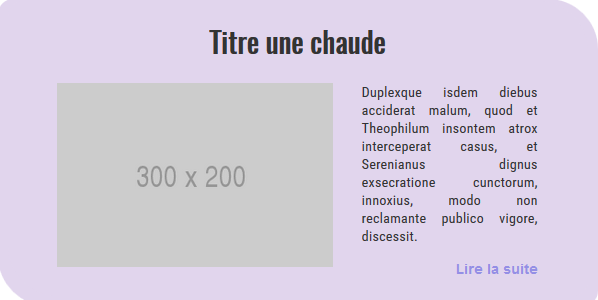 Titre une chaude
300 x 200
Duplexque isdem diebus
acciderat malum, quod et
Theophilum insontem atrox
interceperat casus, et
Serenianus dignus
exsecratione cunctorum,
innoxius, modo non
reclamante publico vigore,
discessit.
Lire la suite